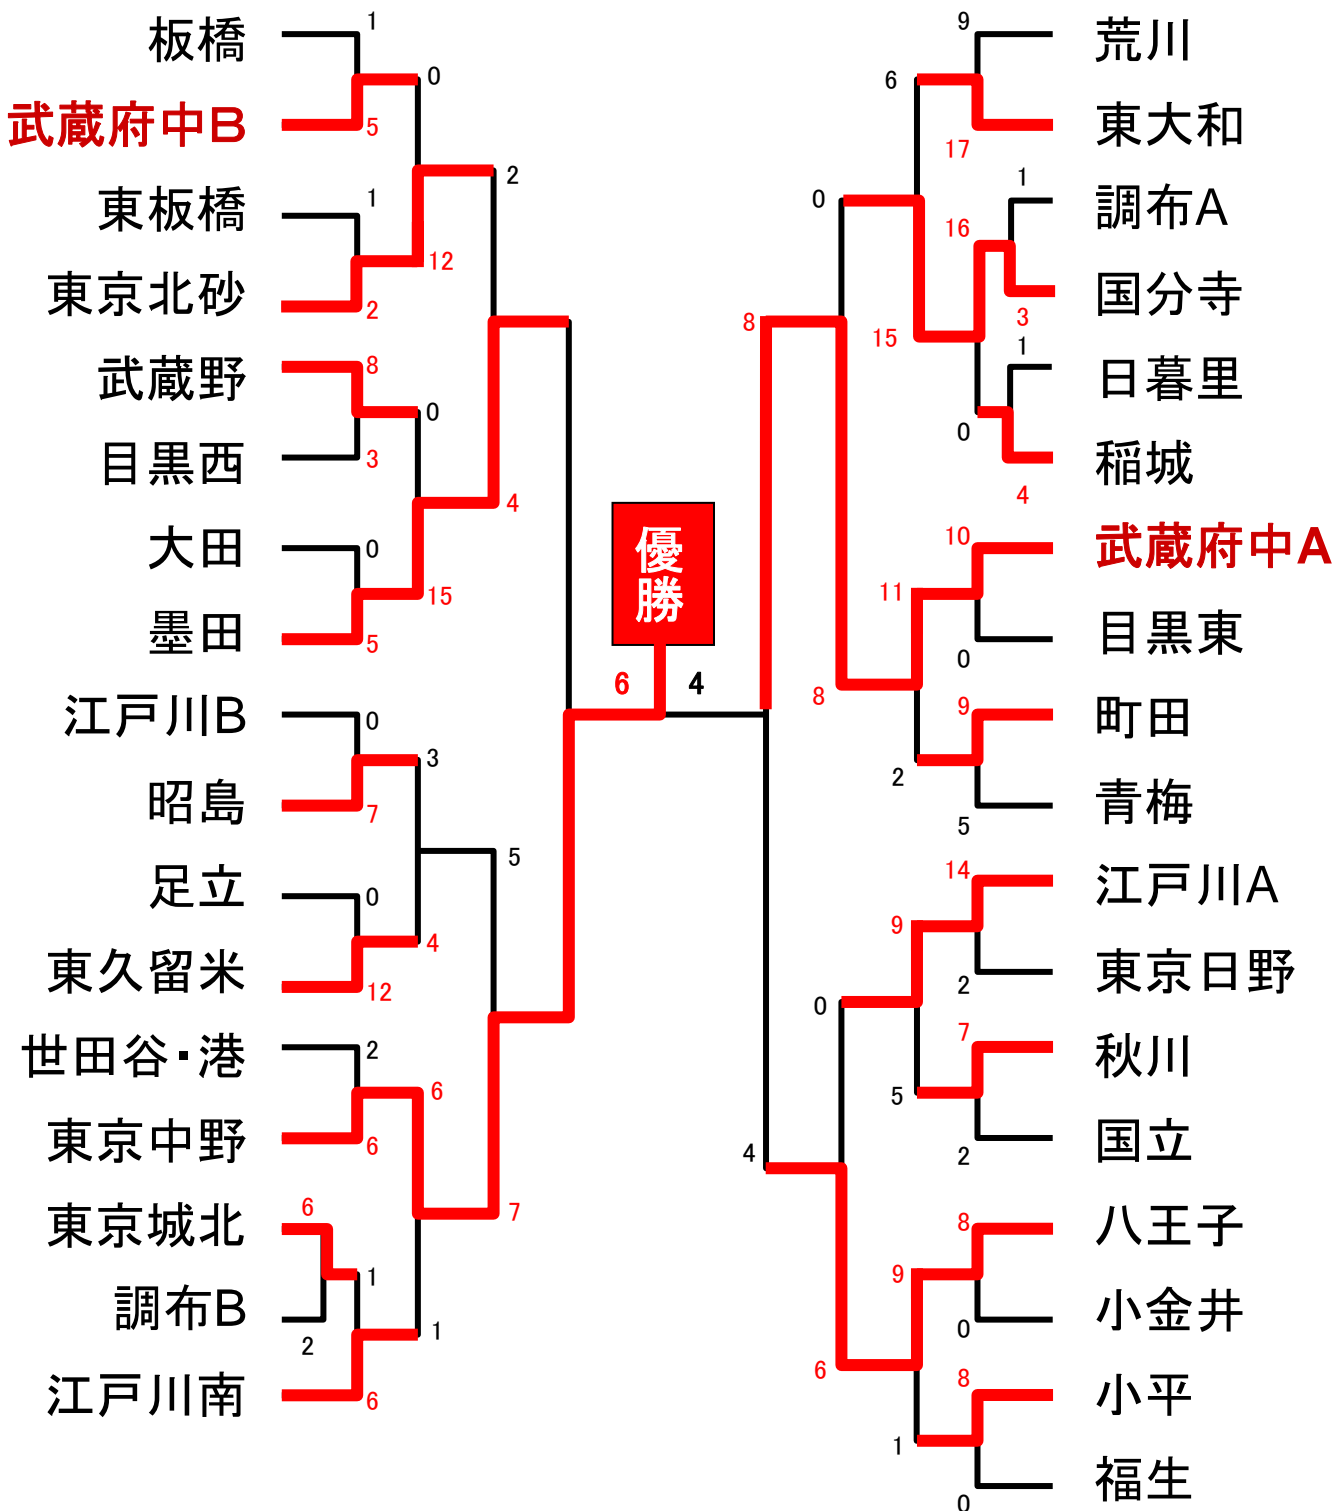 板橋
1
0
武蔵府中B
5
2
東板橋
1
12
東京北砂
2
武蔵野
8
0
目黒西
3
4
大田
0
15
墨田
5
江戸川B
0
3
昭島
7
5
足立
0
4
東久留米
12
世田谷・港
2
6
東京中野
6
7
東京城北
6
1
調布B
2
1
江戸川南
6
優勝
6
4
荒川
9
6
東大和
17
0
調布A
1
16
国分寺
3
15
8
日暮里
1
0
稲城
4
武蔵府中A
10
11
目黒東
0
8
町田
9
2
青梅
5
江戸川A
14
9
東京日野
2
0
秋川
7
5
国立
2
4
八王子
8
9
小金井
0
6
小平
8
1
福生
0